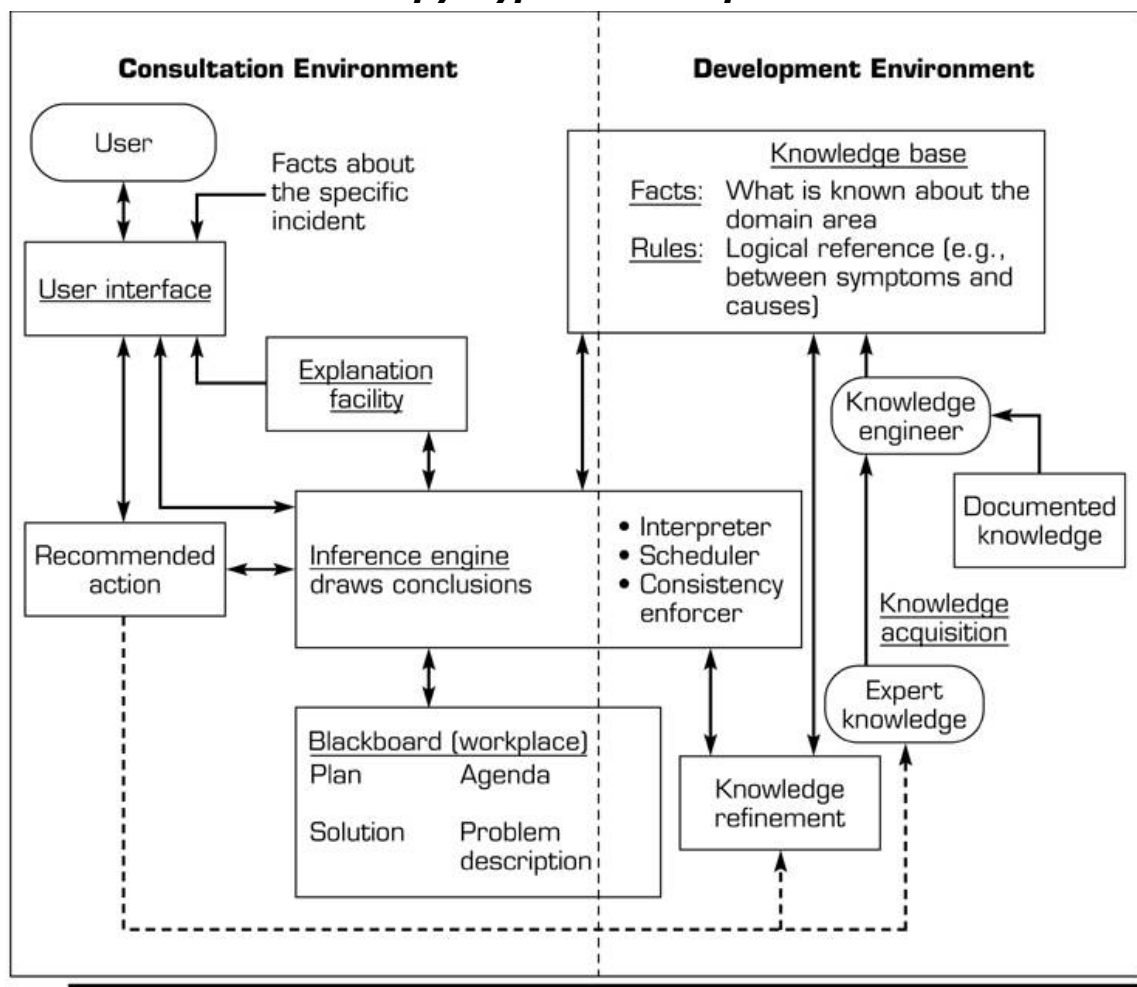 Consultation Environment
Development Environment
User
Facts about
the specific
incident
User interface
Explanation
facility
Recommended
action
Inference engine
draws conclusions
• Interpreter
• Scheduler
• Consistency
enforcer
Blackboard (workplace)
Plan Agenda
Solution Problem
description
Knowledge base
Facts: What is known about the
domain area
Rules: Logical reference (e.g.,
between symptoms and
causes)
Knowledge
engineer
Documented
knowledge
Knowledge
acquisition
Expert
knowledge
Knowledge
refinement